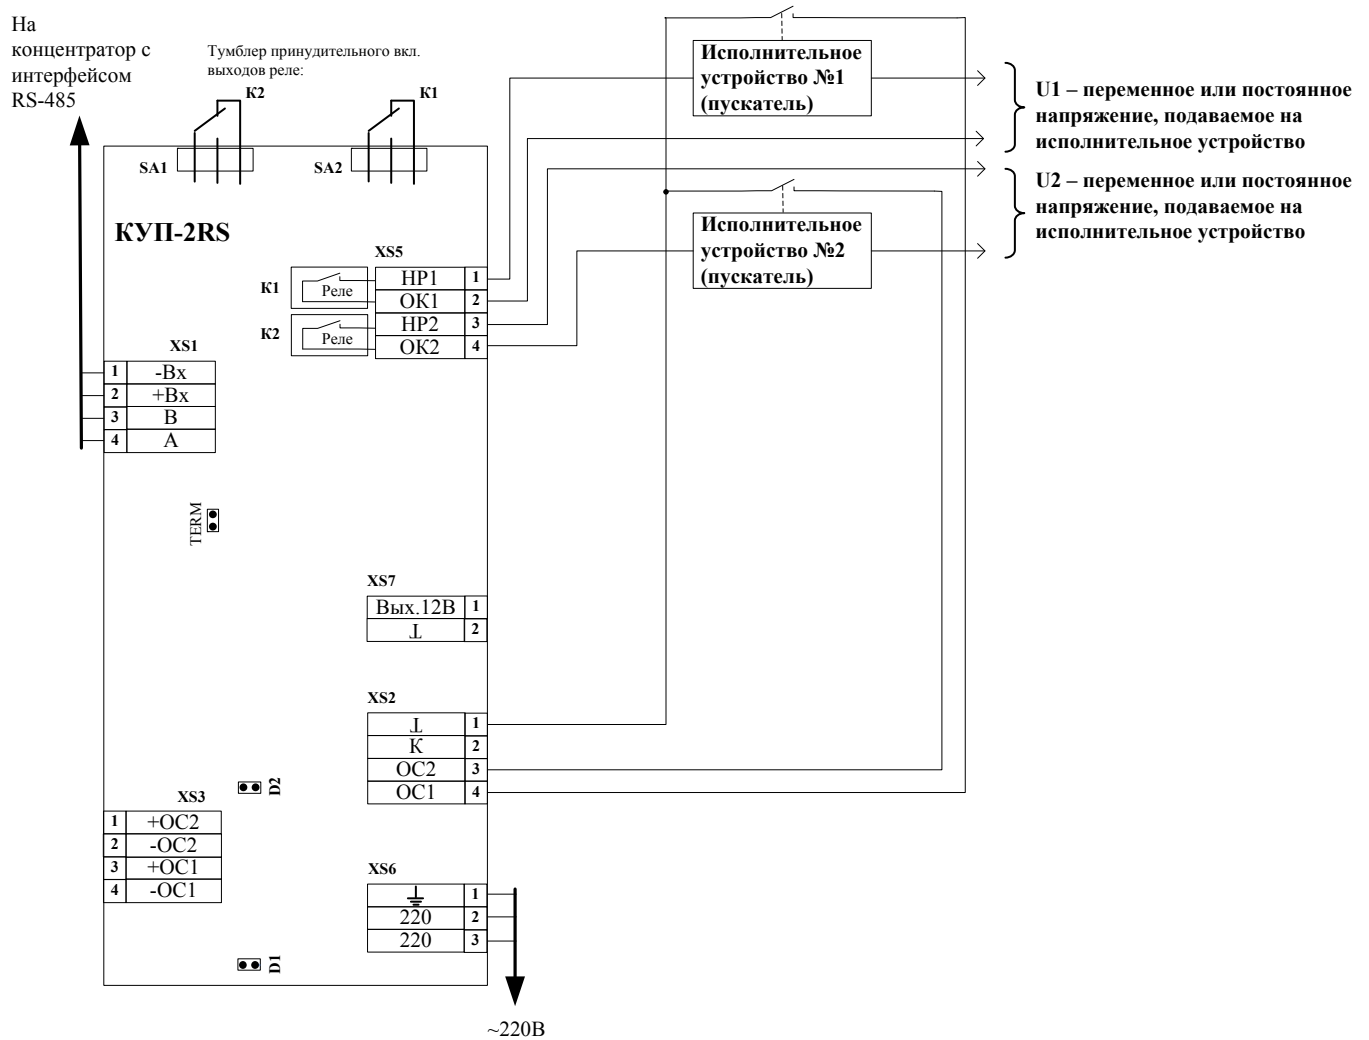 На
концентратор с
интерфейсом
RS-485
Тумблер принудительного вкл.
выходов реле:
К2
К1
SA1
SA2
КУП-2RS
Исполнительное
устройство №1
(пускатель)
U1 – переменное или постоянное
напряжение, подаваемое на
исполнительное устройство
U2 – переменное или постоянное
напряжение, подаваемое на
исполнительное устройство
Исполнительное
устройство №2
(пускатель)
XS5
К1
Реле
НР1 1
ОК1 2
К2
Реле
НР2 3
ОК2 4
XS1
1 -Вх
2 +Вх
3 В
4 А
TERM
XS7
Вых.12В 1
2
XS2
1
К 2
ОС2 3
ОС1 4
D2
XS3
1 +ОС2
2 -ОС2
3 +ОС1
4 -ОС1
XS6
1
220 2
220 3
D1
~220В